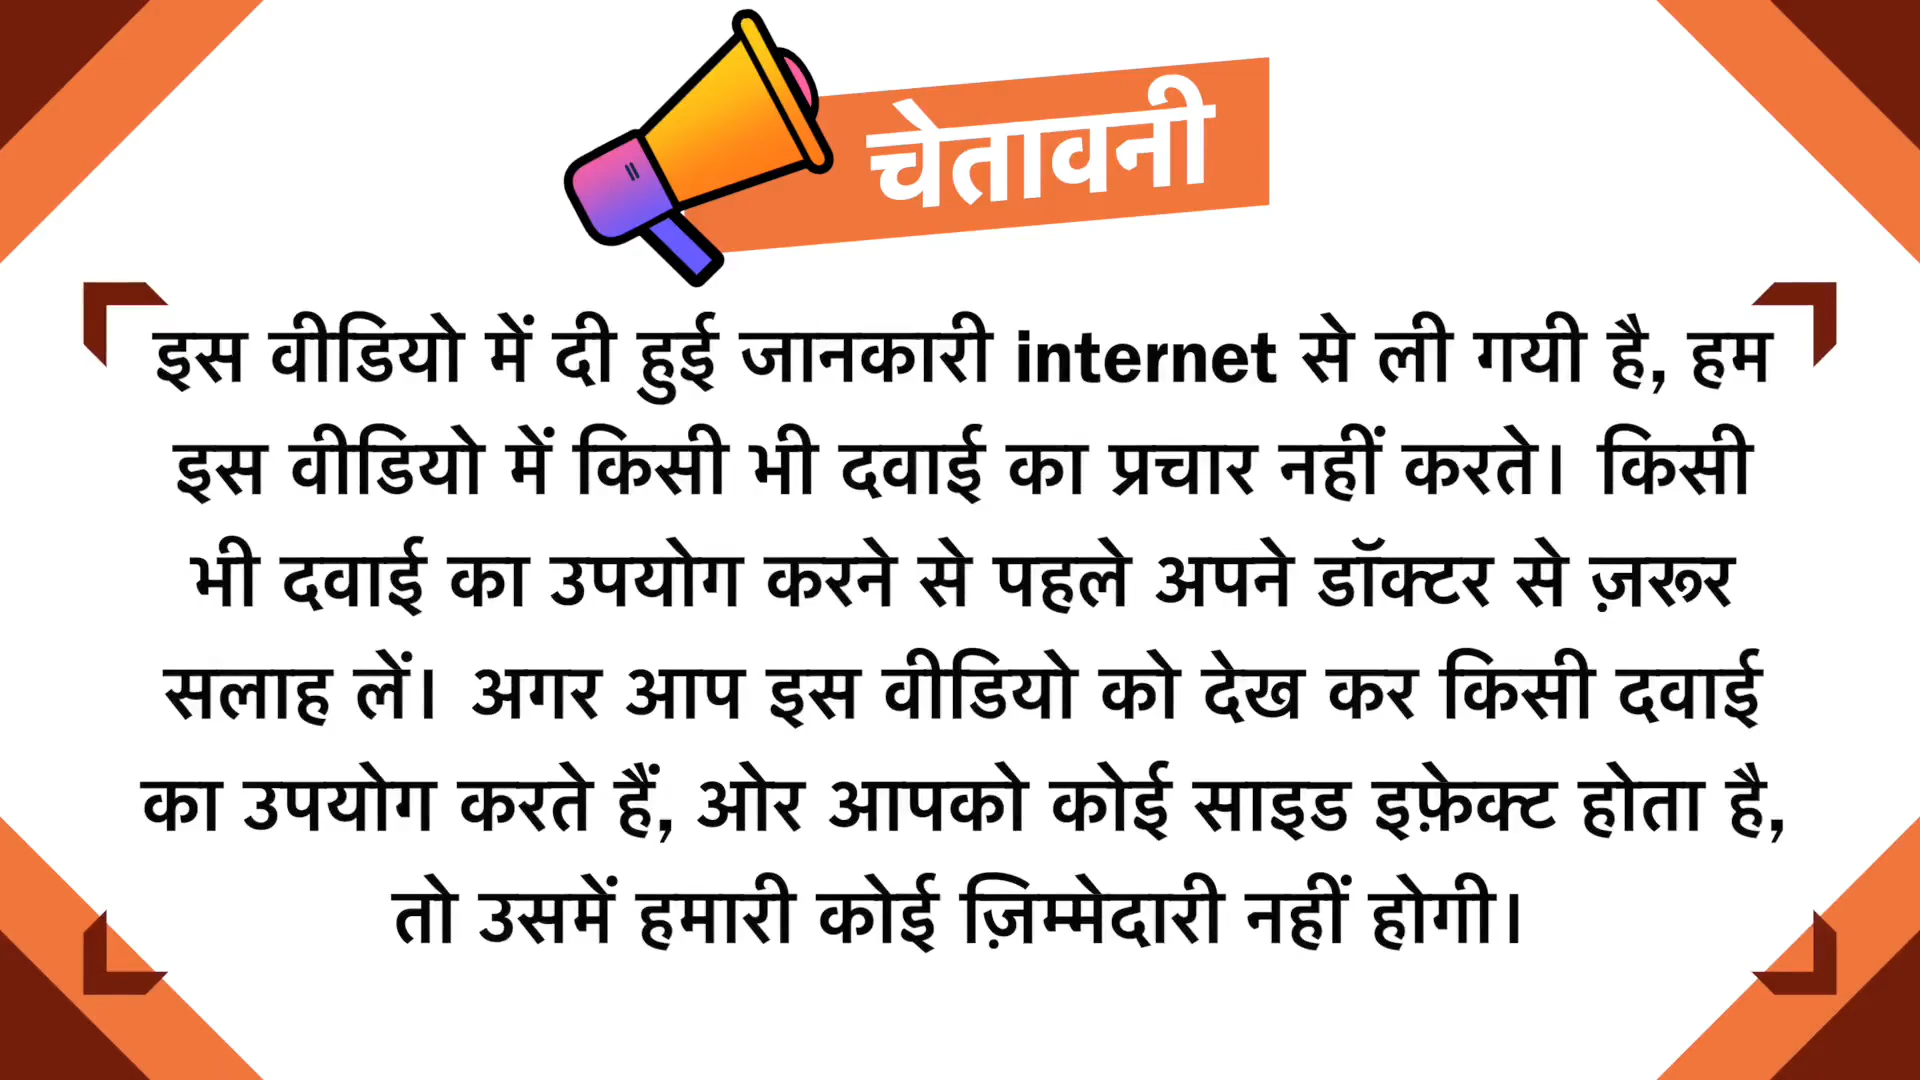 चेतावनी
इस वीडियो में दी हुई जानकारी internet से ली गयी है, हम
इस वीडियो में किसी भी दवाई का प्रचार नहीं करते। किसी
भी दवाई का उपयोग करने से पहले अपने डॉक्टर से ज़रूर
सलाह लें। अगर आप इस वीडियो को देख कर किसी दवाई
का उपयोग करते हैं, ओर आपको कोई साइड इफ़ेक्ट होता है,
तो उसमें हमारी कोई ज़िम्मेदारी नहीं होगी।